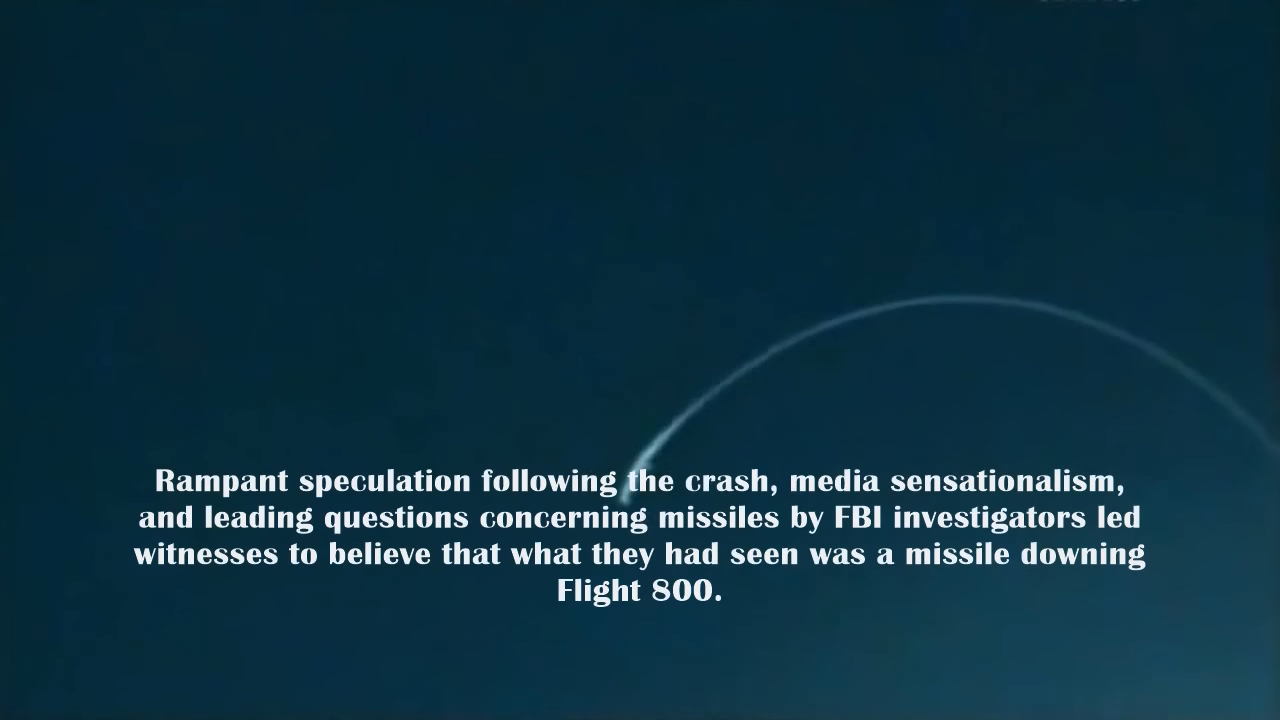 Rampant speculation following the crash, media sensationalism,
and leading questions concerning missiles by FBI investigators led
witnesses to believe that what they had seen was a missile downing
Flight 800.